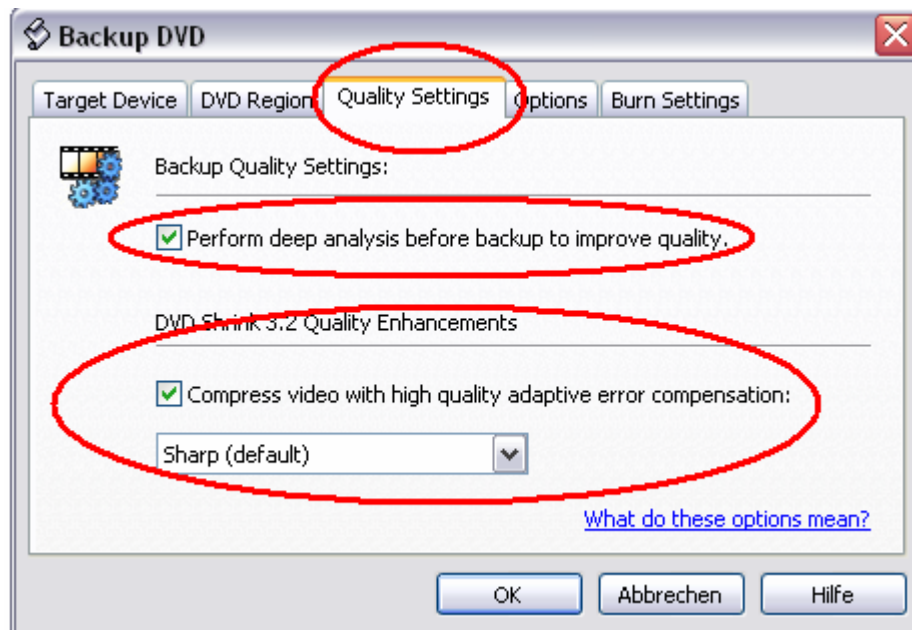 Backup DVD
Target Device DVD Region Quality Settings Options Burn Settings
Backup Quality Settings:
Perform deep analysis before backup to improve quality.
DVD Shrink 3.2 Quality Enhancements
Compress video with high quality adaptive error compensation:
Sharp (default)
What do these options mean?
OK Abbrechen Hilfe